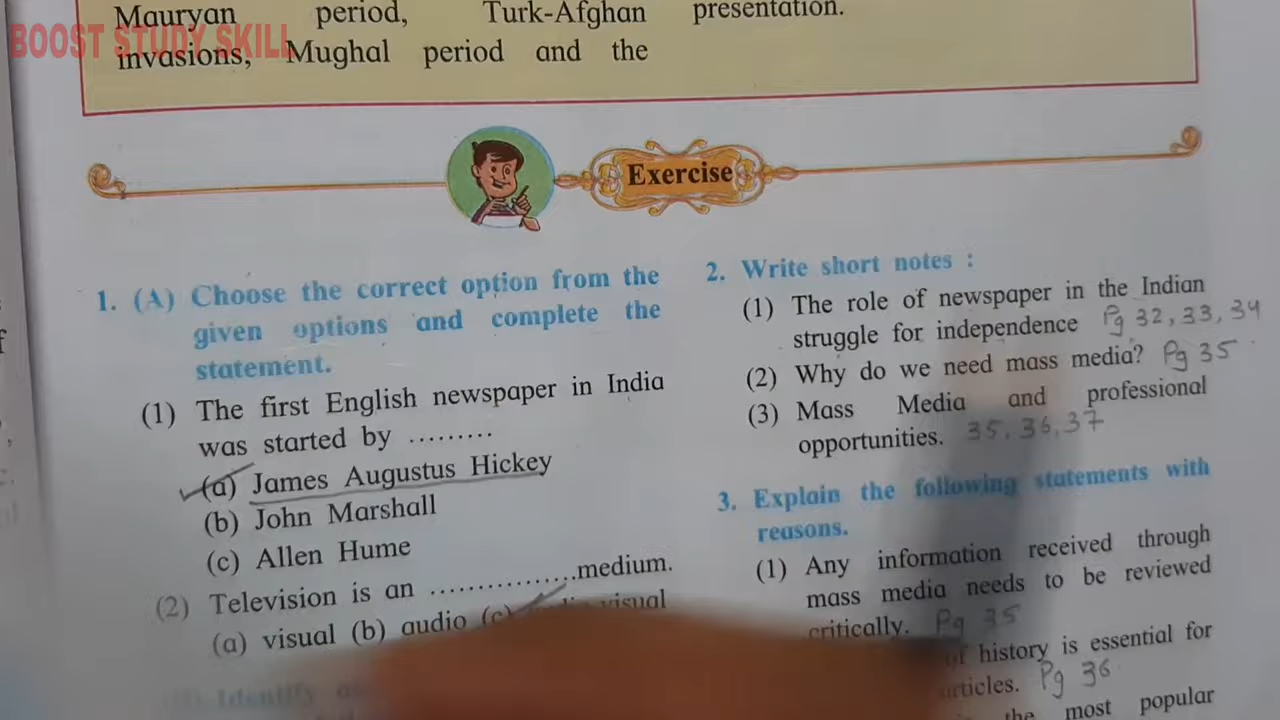 Mauryan period, Turk-Afghan presentation.
BOOST STUDY SKILL
invasions, Mughal period and the
Exercise
1. (A) Choose the correct option from the
given options and complete the
statement.
(1) The first English newspaper in India
was started by .........
(a) James Augustus Hickey
(b) John Marshall
(c) Allen Hume
(2) Television is an ...............medium.
(a) visual (b) audio (c) visual
Identify
2. Write short notes :
(1) The role of newspaper in the Indian
struggle for independence Pg 32, 33, 34
(2) Why do we need mass media? Pg 35
(3) Mass Media and professional
opportunities. 35, 36, 37
3. Explain the following statements with
reasons.
(1) Any information received through
mass media needs to be reviewed
critically. Pg 35
of history is essential for
articles. Pg 36
the most popular